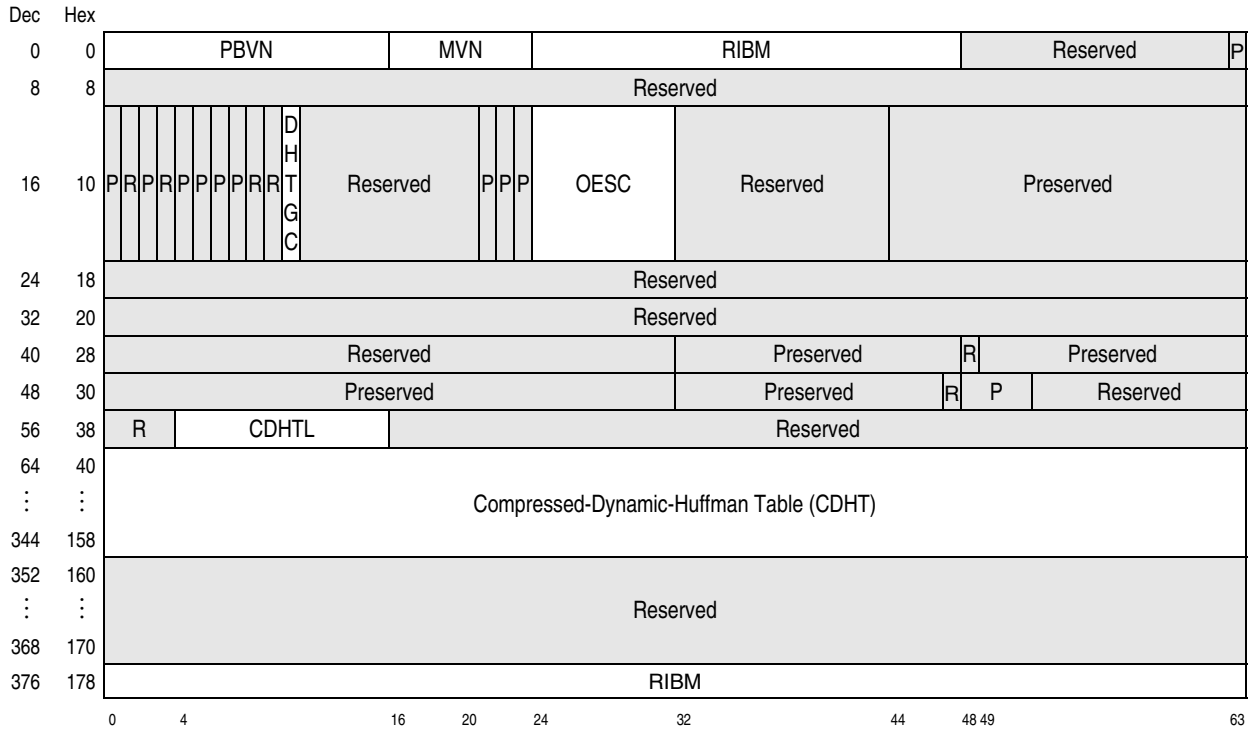 Dec Hex
0 0 PBVN MVN RIBM Reserved P
8 8 Reserved
16 10 P R P R P P P P R R DHTGC Reserved P P P OESC Reserved Preserved
24 18 Reserved
32 20 Reserved
40 28 Reserved Preserved R Preserved
48 30 Preserved Preserved R P Reserved
56 38 R CDHTL Reserved
64 40
⋮ ⋮ Compressed-Dynamic-Huffman Table (CDHT)
344 158
352 160
⋮ ⋮ Reserved
368 170
376 178 RIBM
0 4 16 20 24 32 44 48 49 63